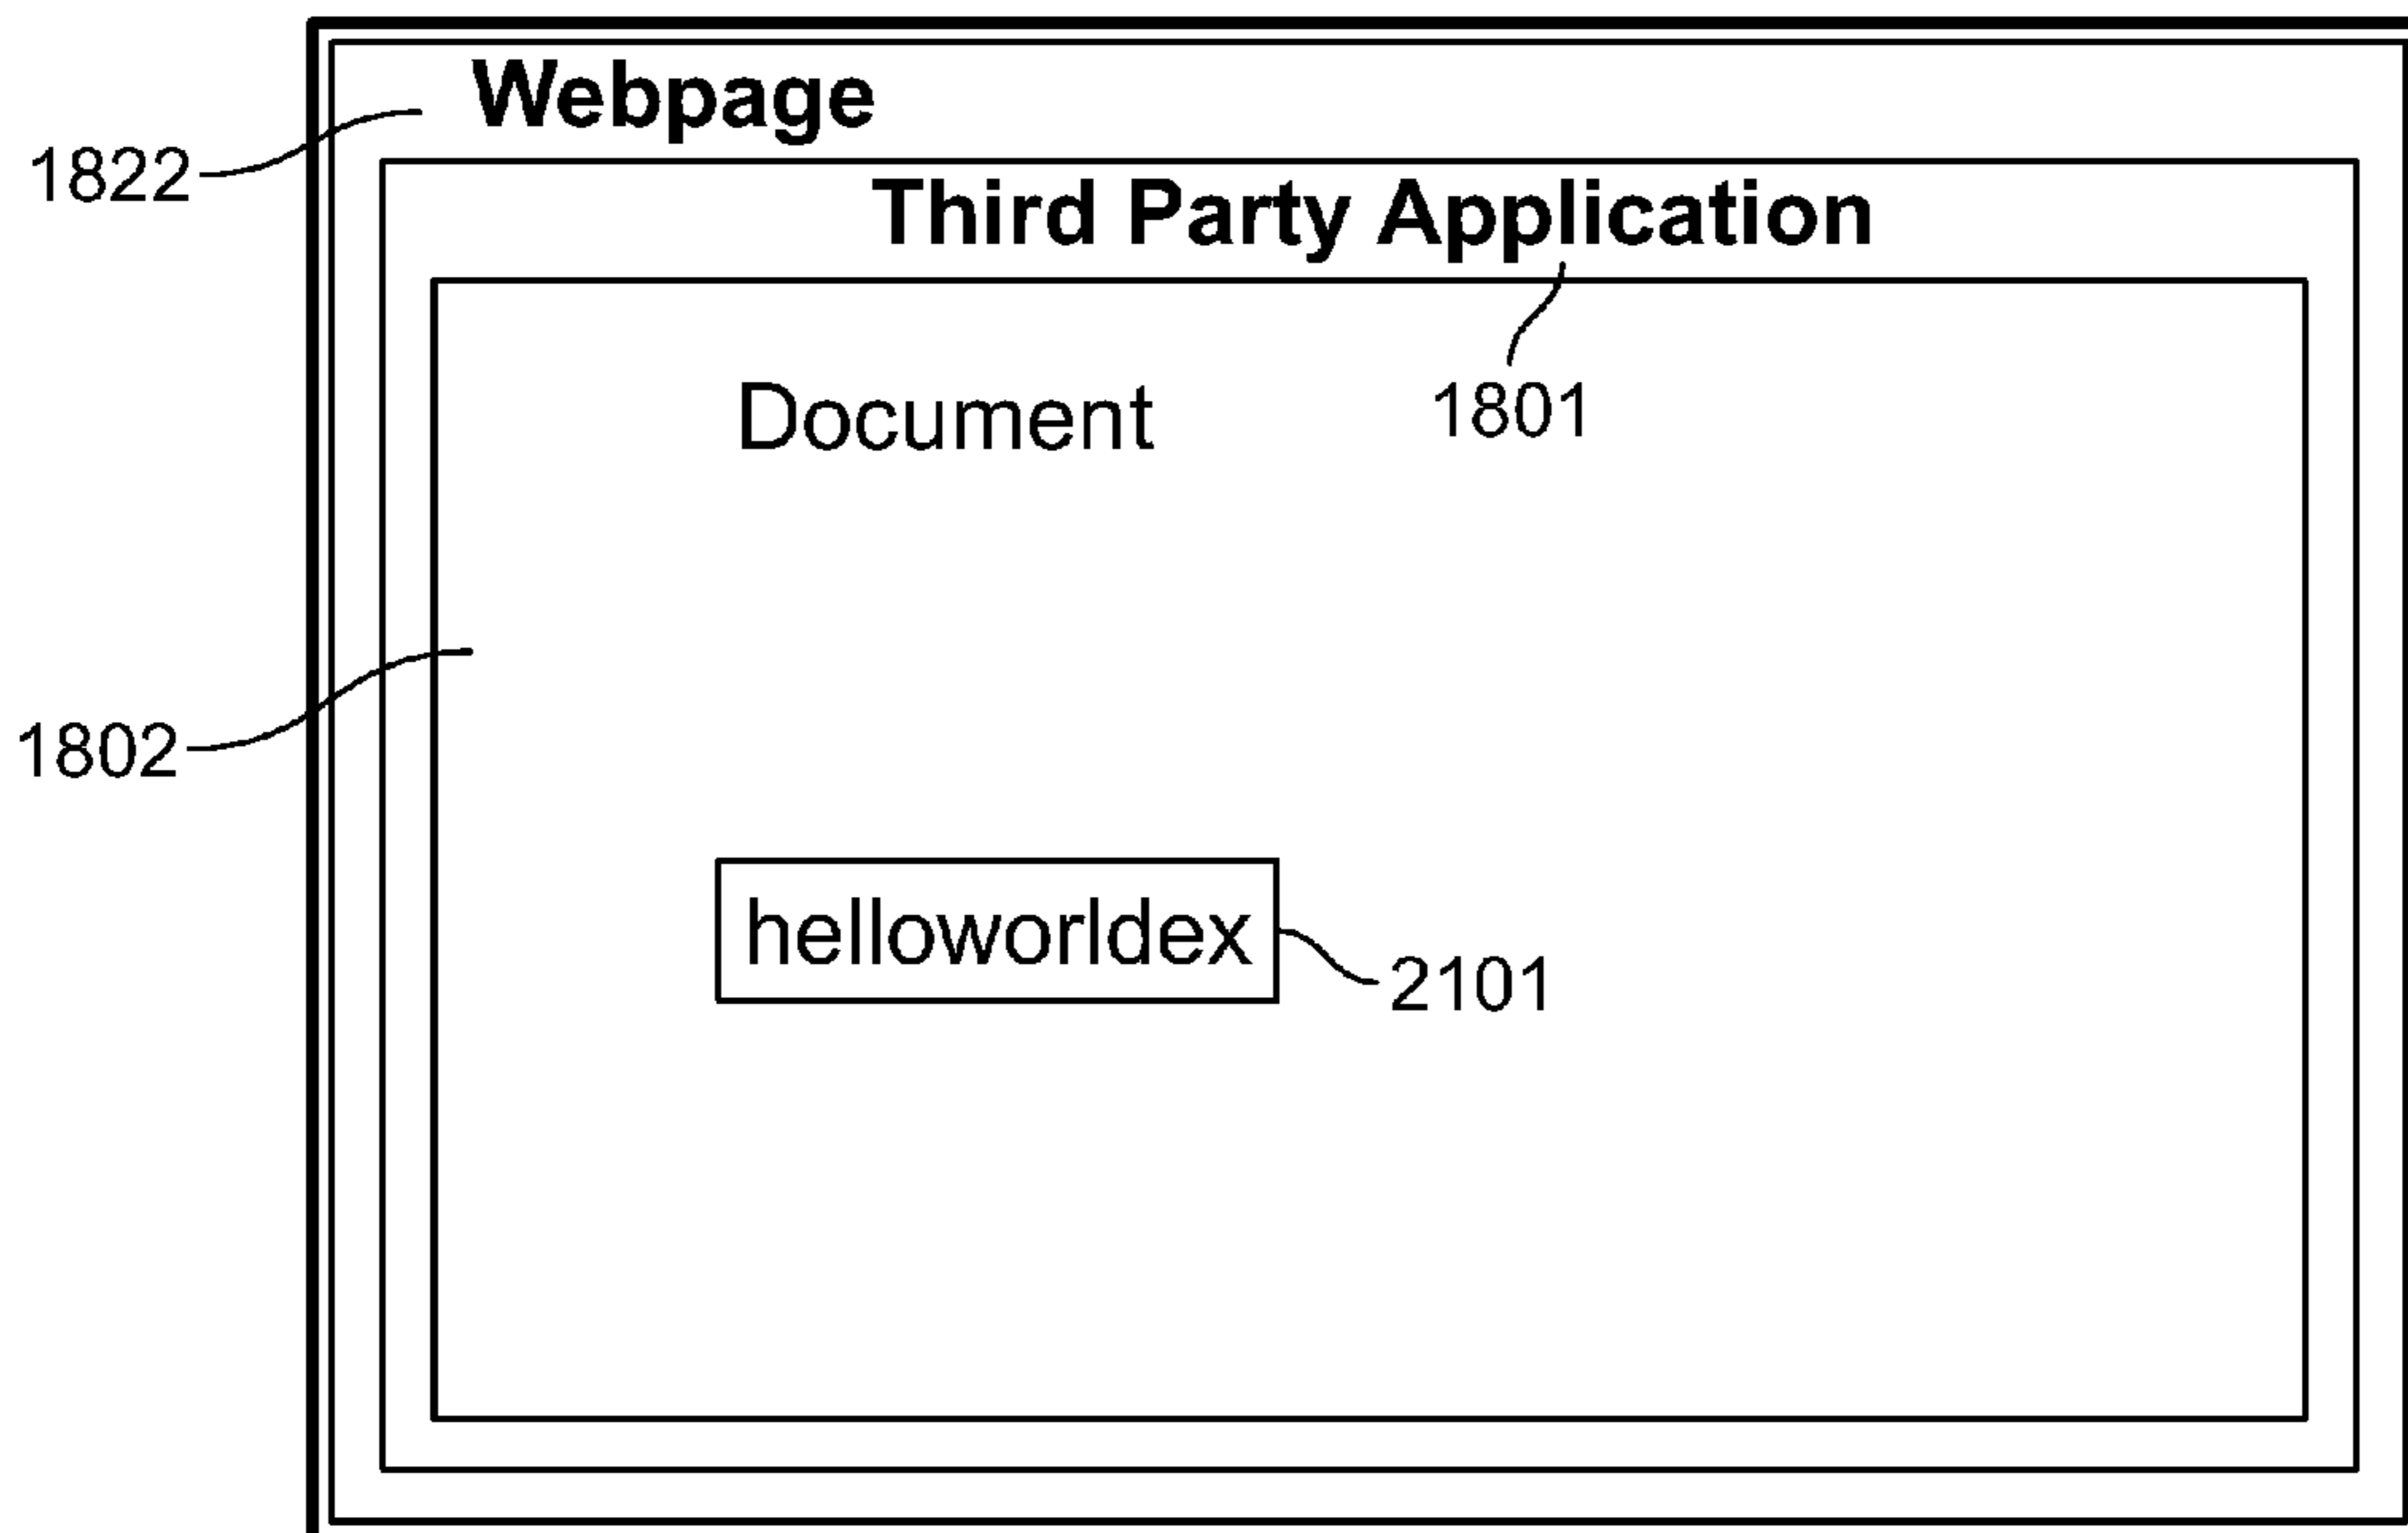 Webpage
1822
Third Party Application
1801
Document
1802
helloworldex
2101